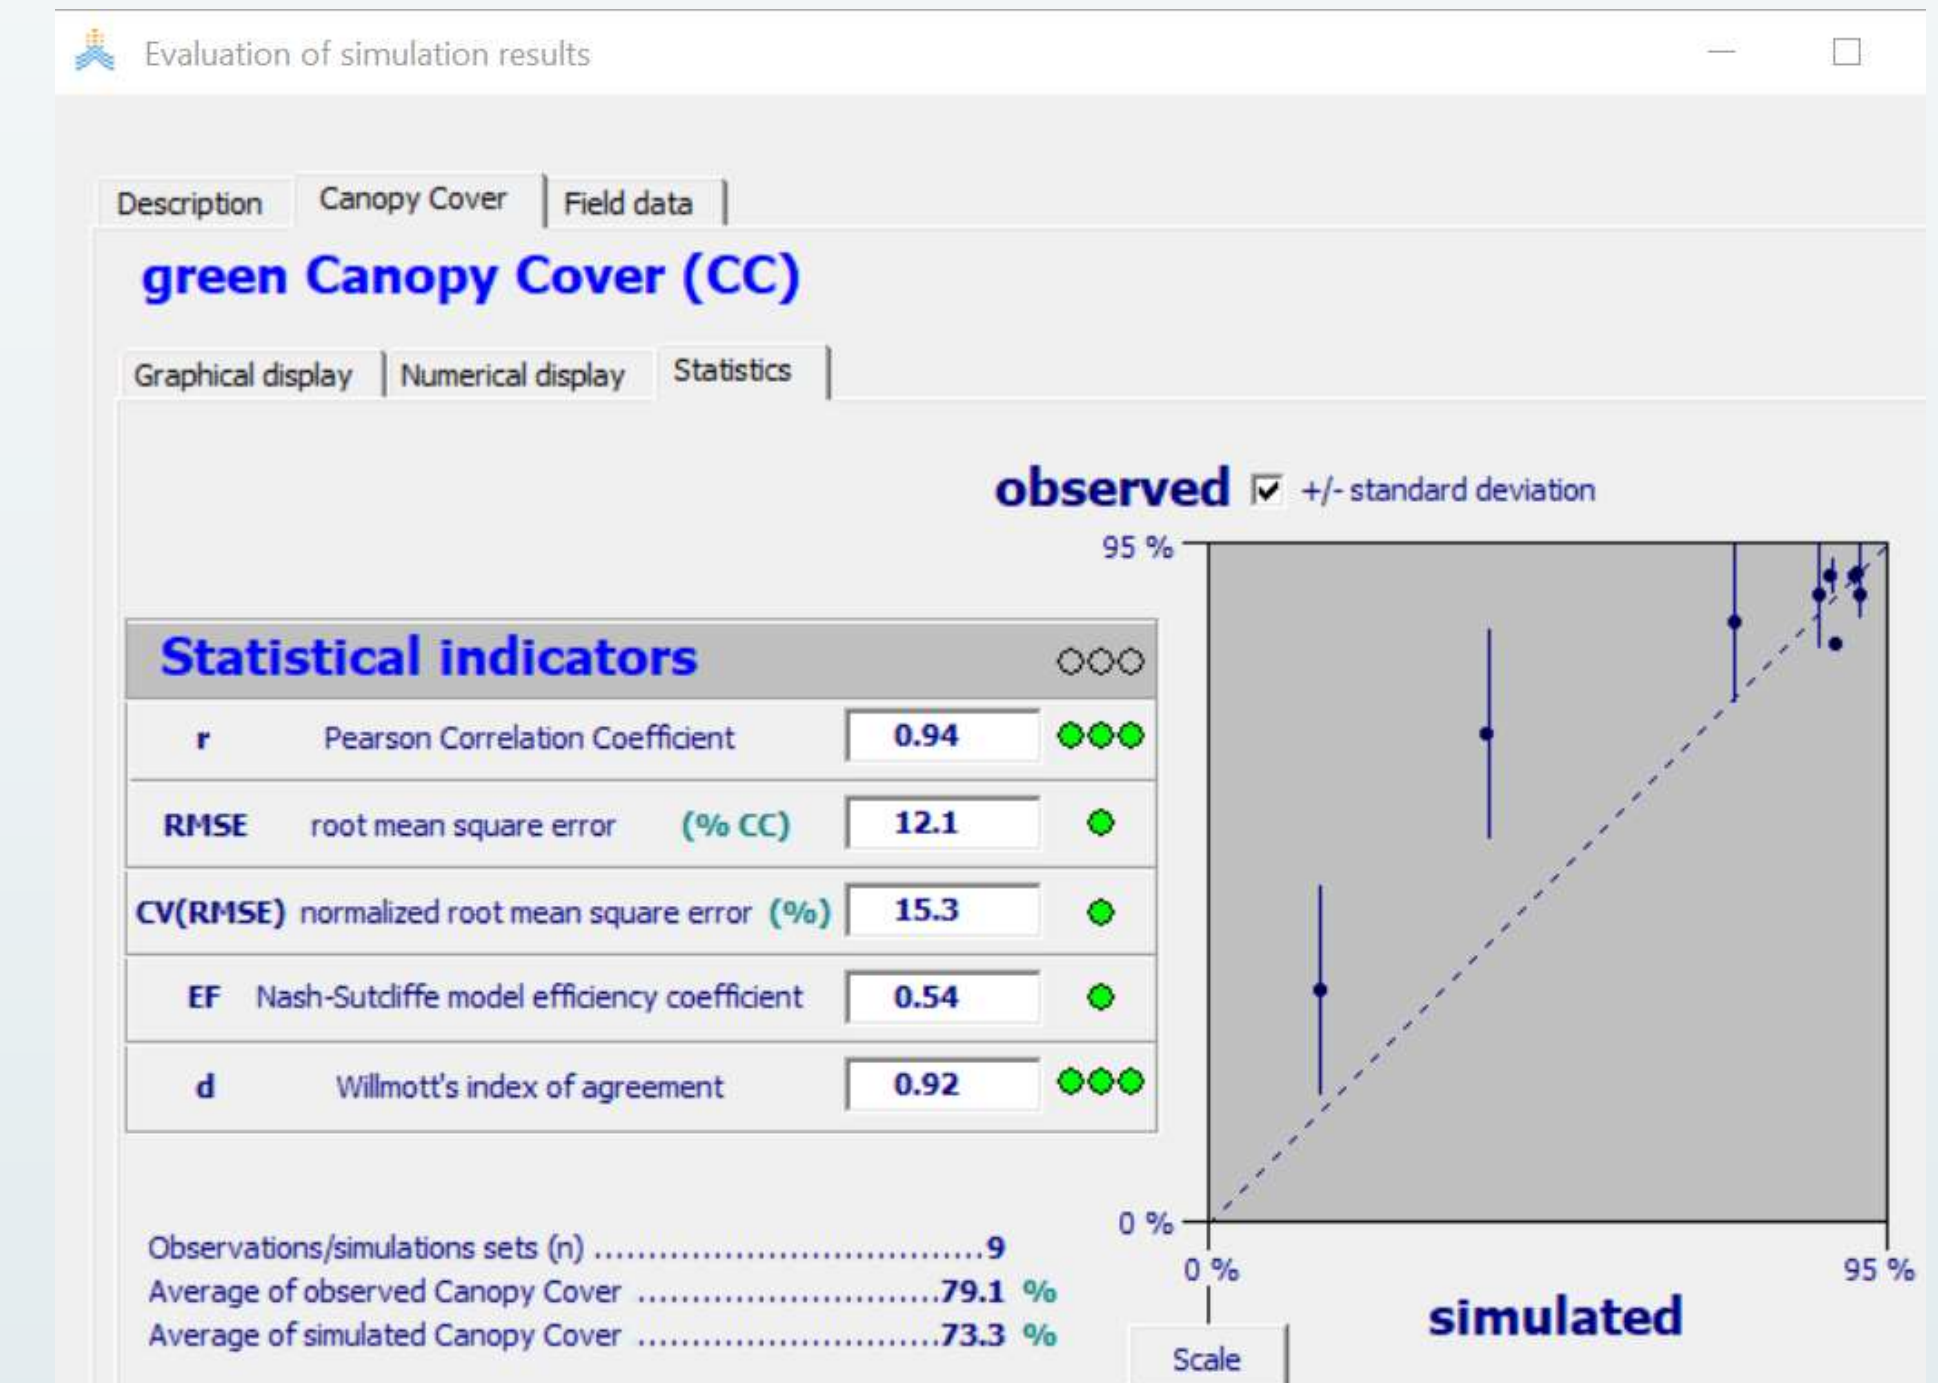 Evaluation of simulation results
Description Canopy Cover Field data
green Canopy Cover (CC)
Graphical display Numerical display Statistics
observed +/- standard deviation
95 %
Statistical indicators
r Pearson Correlation Coefficient 0.94
RMSE root mean square error (% CC) 12.1
CV(RMSE) normalized root mean square error (%) 15.3
EF Nash-Sutcliffe model efficiency coefficient 0.54
d Willmott's index of agreement 0.92
0 %
0 % 95 %
simulated
Observations/simulations sets (n) ....................................9
Average of observed Canopy Cover ............................79.1 %
Average of simulated Canopy Cover ............................73.3 %
Scale